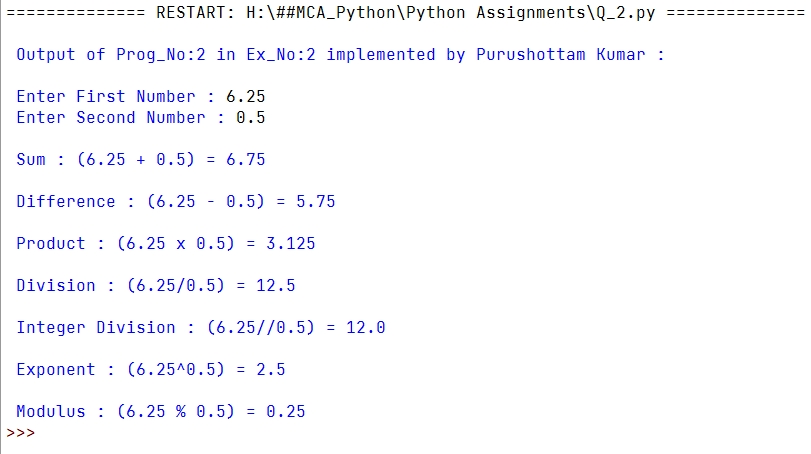 ============== RESTART: H:\##MCA_Python\Python Assignments\Q_2.py ==============
Output of Prog_No:2 in Ex_No:2 implemented by Purushottam Kumar :
Enter First Number : 6.25
Enter Second Number : 0.5
Sum : (6.25 + 0.5) = 6.75
Difference : (6.25 - 0.5) = 5.75
Product : (6.25 x 0.5) = 3.125
Division : (6.25/0.5) = 12.5
Integer Division : (6.25//0.5) = 12.0
Exponent : (6.25^0.5) = 2.5
Modulus : (6.25 % 0.5) = 0.25
>>>